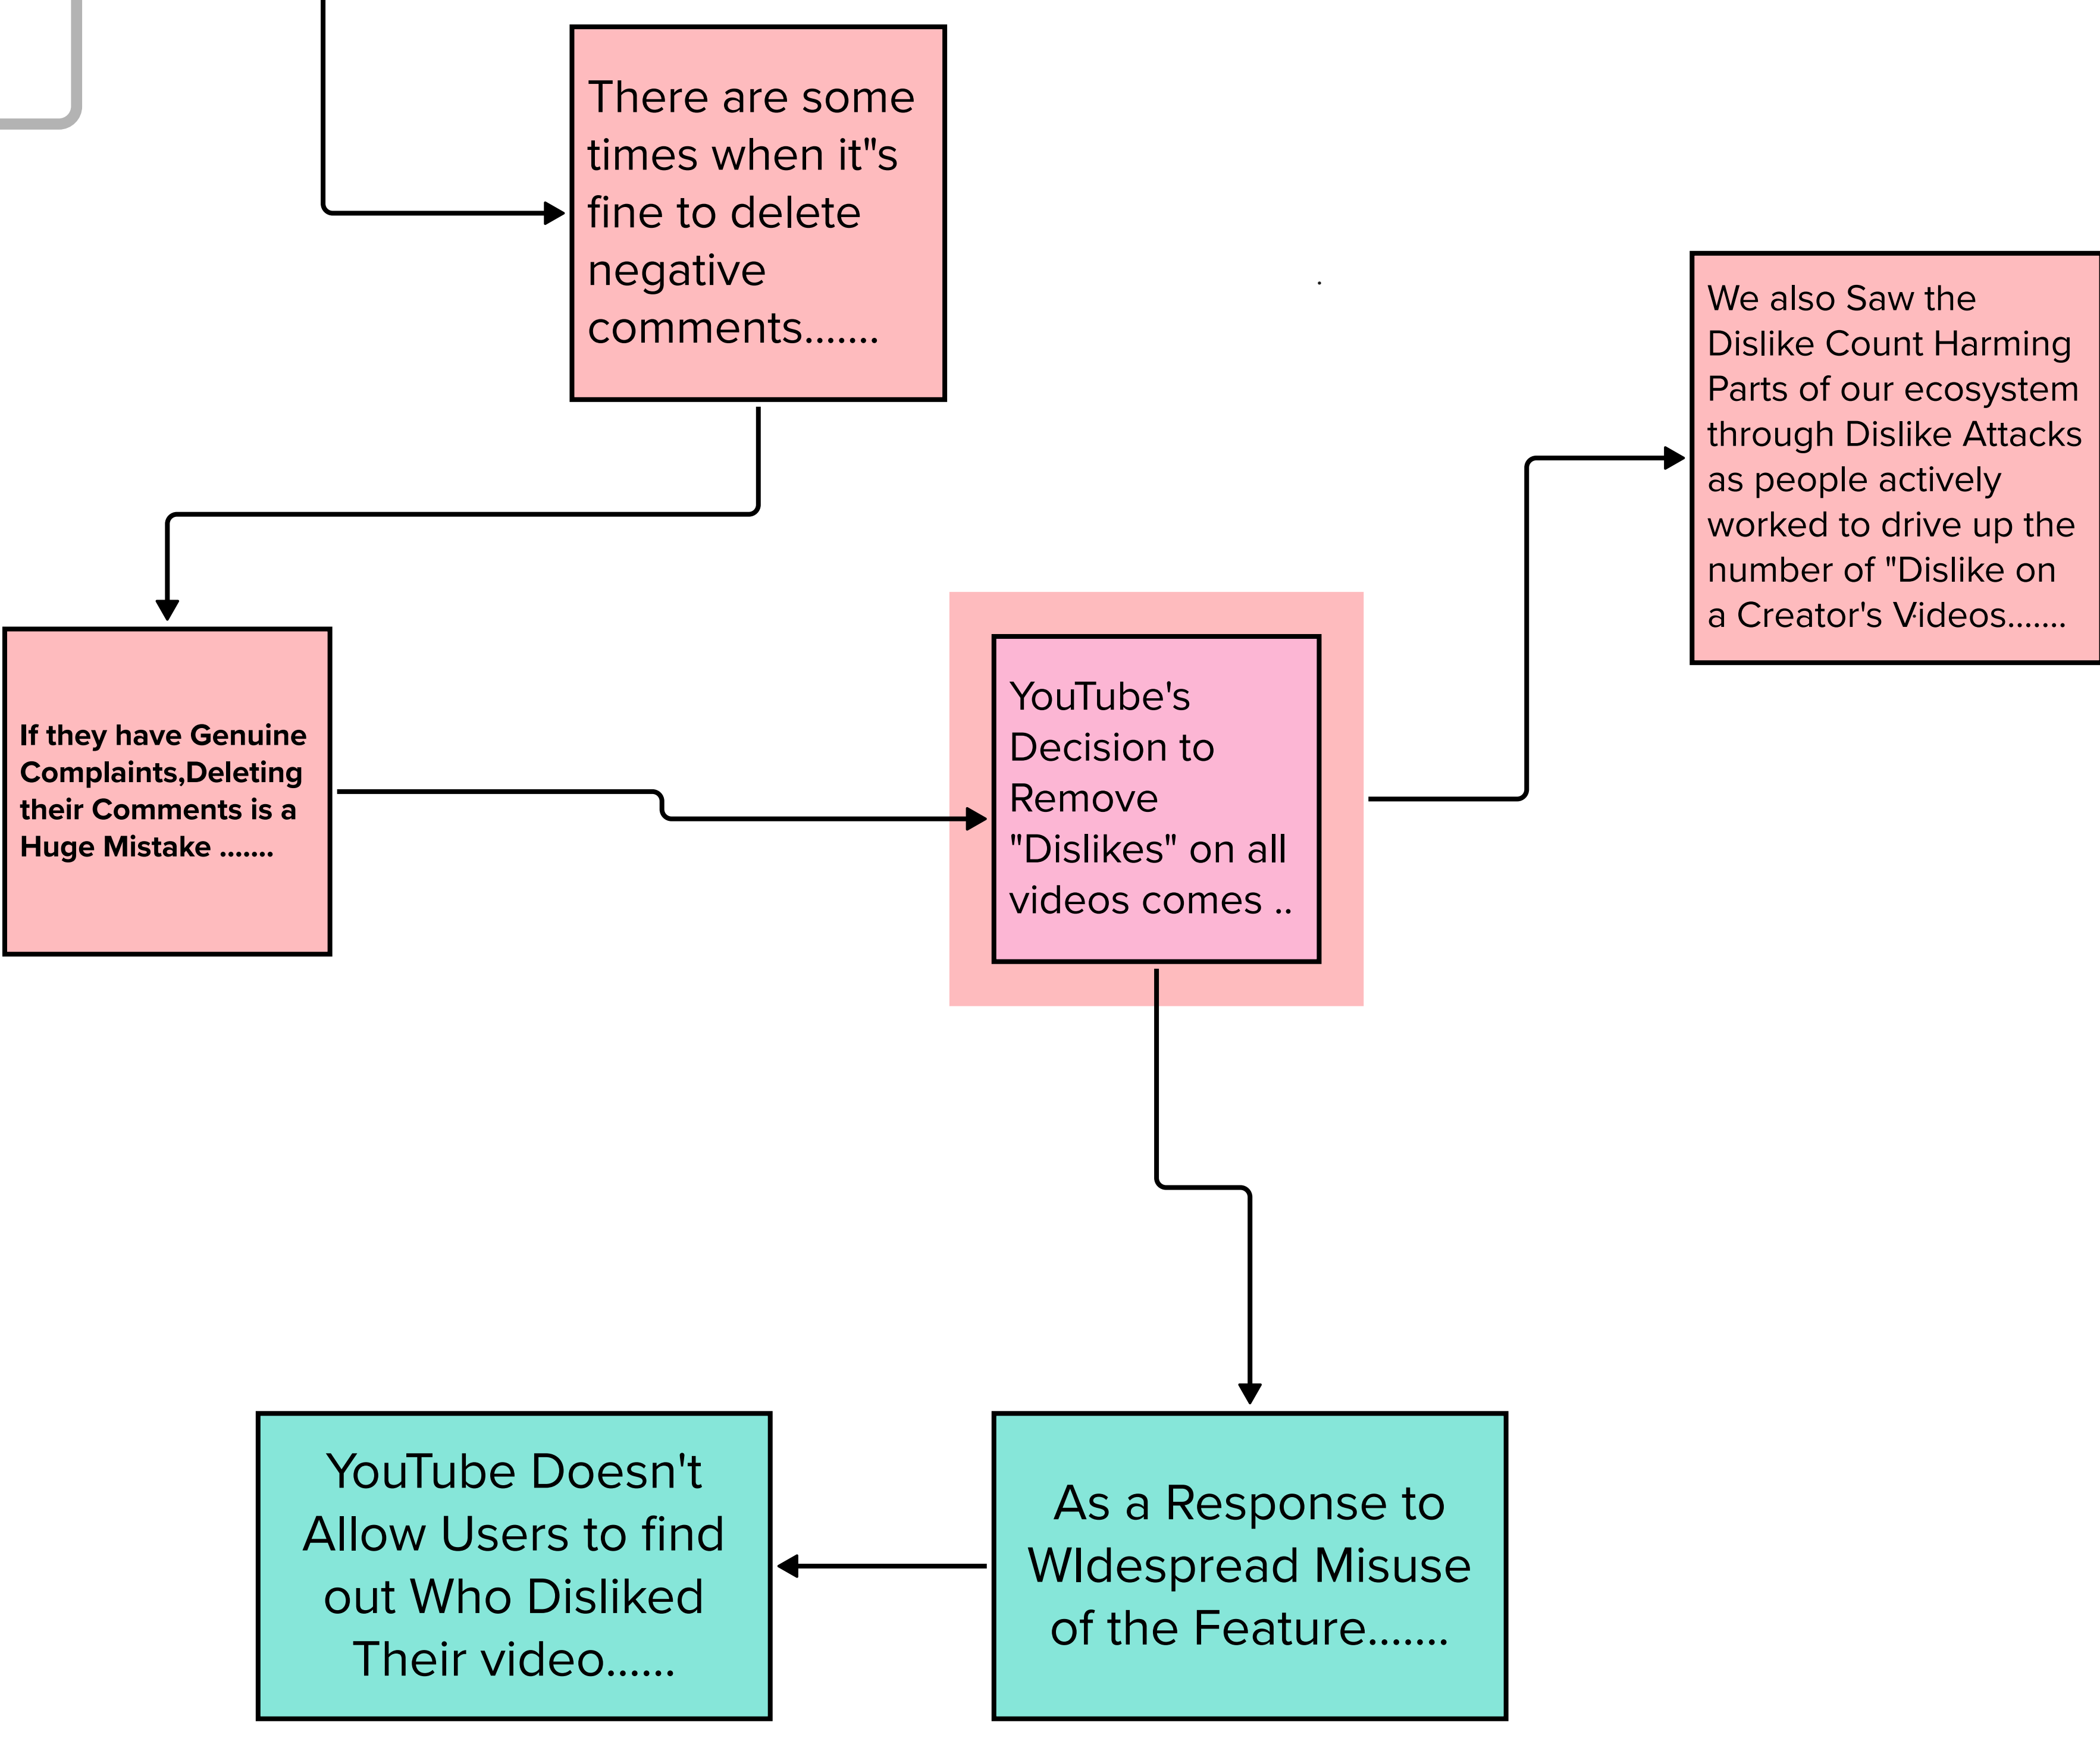 There are some
times when it"s
fine to delete
negative
comments.......
We also Saw the
Dislike Count Harming
Parts of our ecosystem
through Dislike Attacks
as people actively
worked to drive up the
number of "Dislike on
a Creator's Videos.......
If they have Genuine
Complaints,Deleting
their Comments is a
Huge Mistake .......
YouTube's
Decision to
Remove
"Dislikes" on all
videos comes ..
YouTube Doesn't
Allow Users to find
out Who Disliked
Their video......
As a Response to
WIdespread Misuse
of the Feature.......